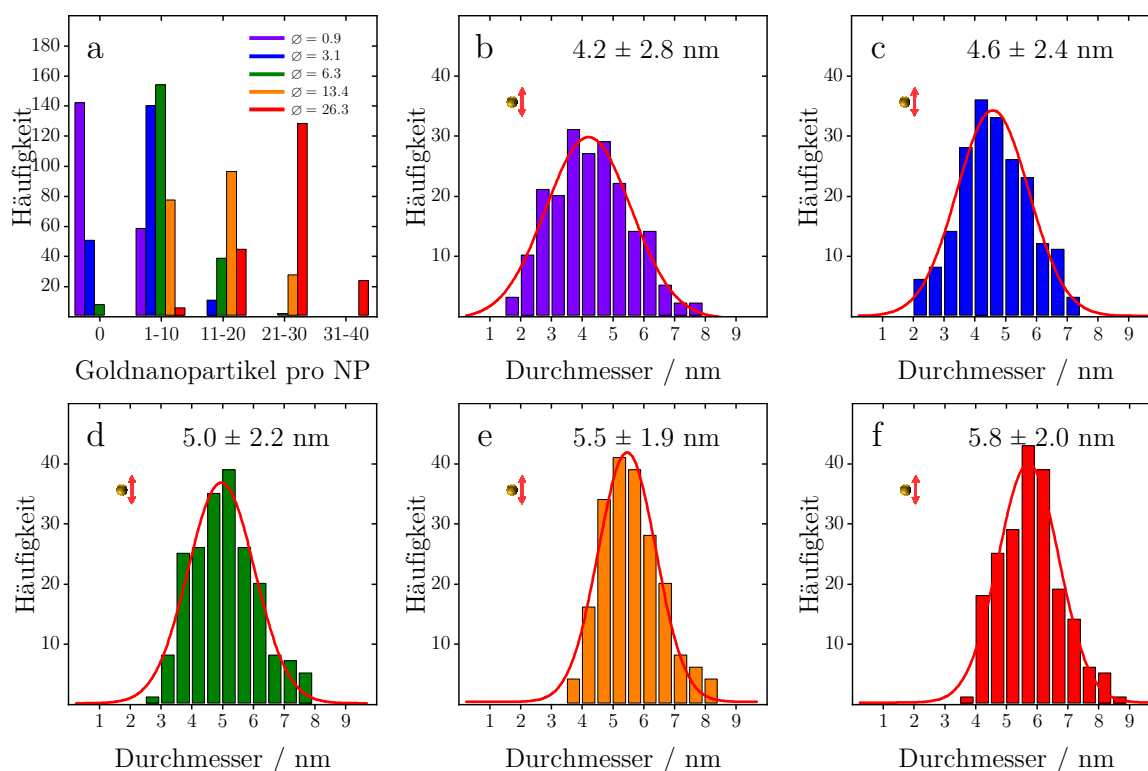 a
∅ = 0.9
∅ = 3.1
∅ = 6.3
∅ = 13.4
∅ = 26.3
180
160
140
120
100
80
60
40
20
Häufigkeit
0 1-10 11-20 21-30 31-40
Goldnanopartikel pro NP
b 4.2 ± 2.8 nm
40
30
20
10
Häufigkeit
1 2 3 4 5 6 7 8 9
Durchmesser / nm
c 4.6 ± 2.4 nm
40
30
20
10
Häufigkeit
1 2 3 4 5 6 7 8 9
Durchmesser / nm
d 5.0 ± 2.2 nm
40
30
20
10
Häufigkeit
1 2 3 4 5 6 7 8 9
Durchmesser / nm
e 5.5 ± 1.9 nm
40
30
20
10
Häufigkeit
1 2 3 4 5 6 7 8 9
Durchmesser / nm
f 5.8 ± 2.0 nm
40
30
20
10
Häufigkeit
1 2 3 4 5 6 7 8 9
Durchmesser / nm